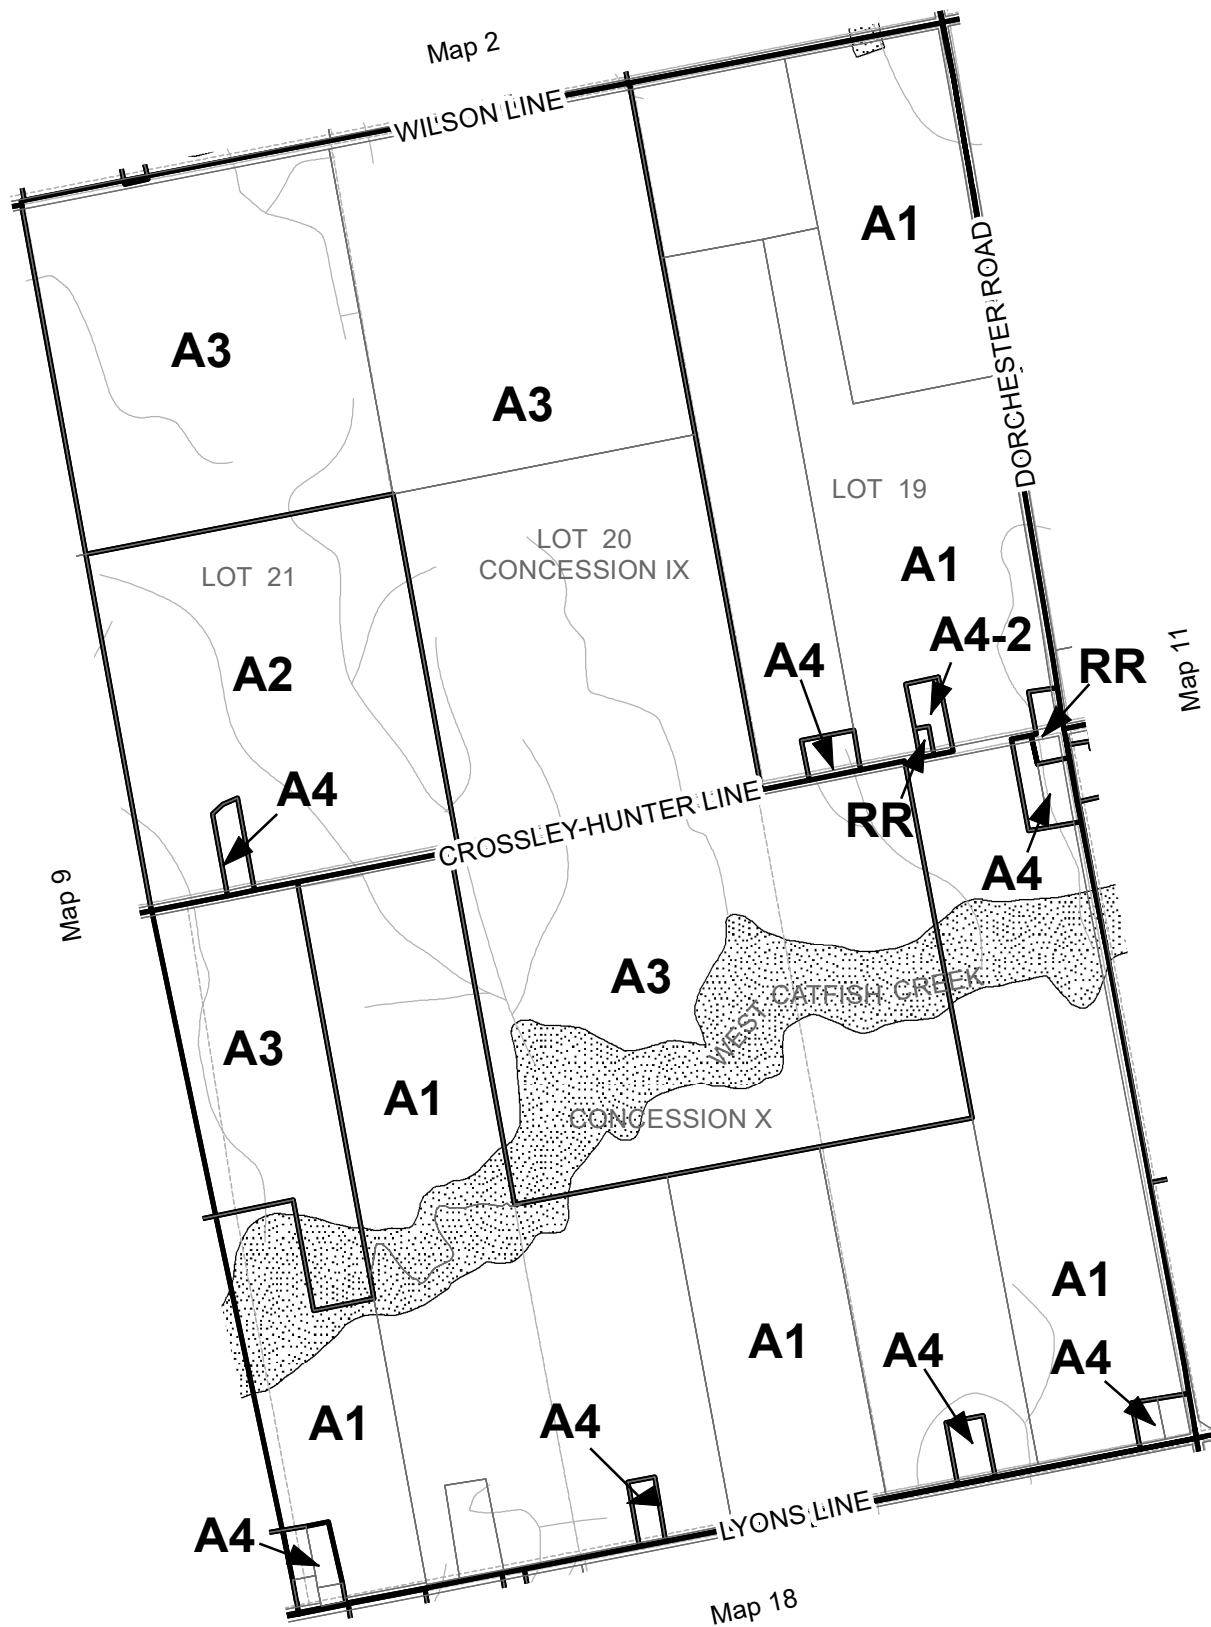 Map 2
WILSON LINE
A1
DORCHESTER ROAD
A3
A3
LOT 19
LOT 20
CONCESSION IX
LOT 21
A1
A4-2
A4
RR
Map 11
A2
A4
CROSSLEY-HUNTER LINE
RR
A4
Map 9
A3
WEST CATFISH CREEK
A3
A1
CONCESSION X
A1
A1
A4
A4
A1
A4
A4
LYONS LINE
Map 18